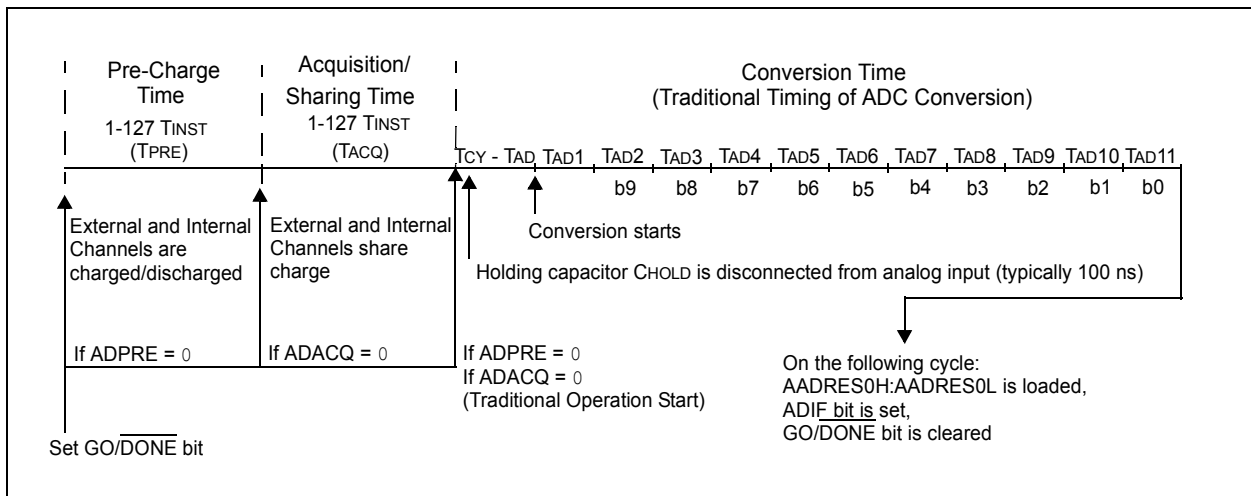 Pre-Charge
Time
1-127 TINST
(TPRE)
Acquisition/
Sharing Time
1-127 TINST
(TACQ)
Conversion Time
(Traditional Timing of ADC Conversion)
TCY - TAD TAD1 TAD2 TAD3 TAD4 TAD5 TAD6 TAD7 TAD8 TAD9 TAD10 TAD11
b9 b8 b7 b6 b5 b4 b3 b2 b1 b0
External and Internal
Channels are
charged/discharged
External and Internal
Channels share
charge
Conversion starts
Holding capacitor CHOLD is disconnected from analog input (typically 100 ns)
If ADPRE = 0
If ADACQ = 0
If ADPRE = 0
If ADACQ = 0
(Traditional Operation Start)
On the following cycle:
AADRES0H:AADRES0L is loaded,
ADIF bit is set,
GO/DONE bit is cleared
Set GO/DONE bit